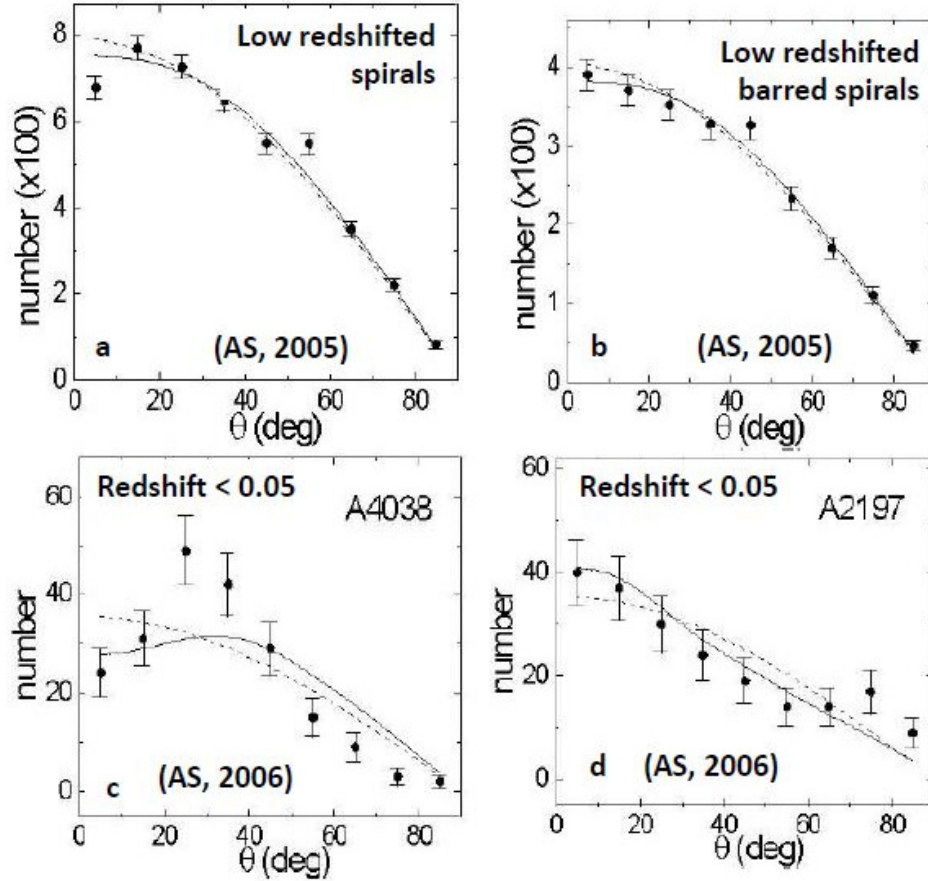 8
6
4
2
0
number (x100)
Low redshifted
spirals
a
(AS, 2005)
0
20
40
60
80
θ (deg)
4
3
2
1
0
number (x100)
Low redshifted
barred spirals
b
(AS, 2005)
0
20
40
60
80
θ (deg)
60
40
20
0
number
Redshift < 0.05
A4038
c
(AS, 2006)
0
20
40
60
80
θ (deg)
60
40
20
0
number
Redshift < 0.05
A2197
d
(AS, 2006)
0
20
40
60
80
θ (deg)